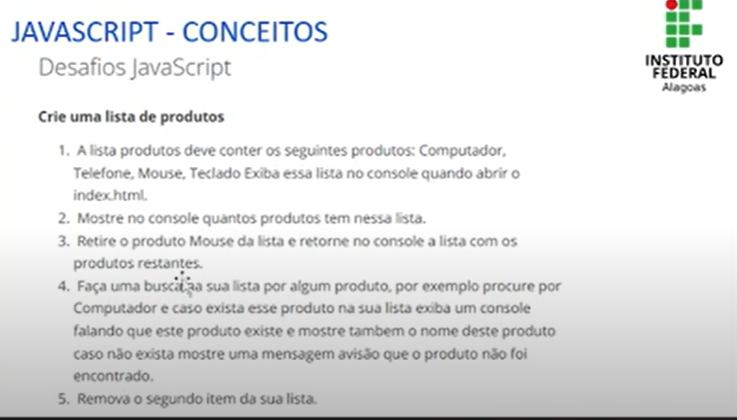 JAVASCRIPT - CONCEITOS
Desafios JavaScript
INSTITUTO
FEDERAL
Alagoas
Crie uma lista de produtos
1. A lista produtos deve conter os seguintes produtos: Computador,
Telefone, Mouse, Teclado Exiba essa lista no console quando abrir o
index.html.
2. Mostre no console quantos produtos tem nessa lista.
3. Retire o produto Mouse da lista e retorne no console a lista com os
produtos restantes.
4. Faça uma busca na sua lista por algum produto, por exemplo procure por
Computador e caso exista esse produto na sua lista exiba um console
falando que este produto existe e mostre tambem o nome deste produto
caso não exista mostre uma mensagem avisão que o produto não foi
encontrado.
5. Remova o segundo item da sua lista.